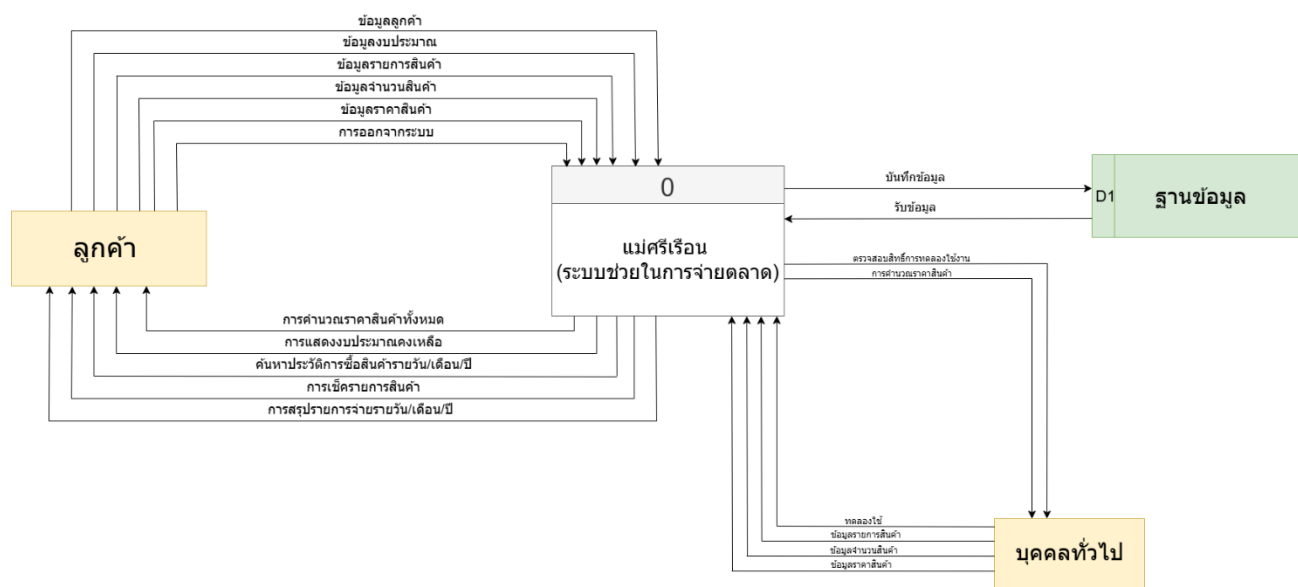 ข้อมูลลูกค้า
ข้อมูลงบประมาณ
ข้อมูลรายการสินค้า
ข้อมูลจำนวนสินค้า
ข้อมูลราคาสินค้า
การออกจากระบบ
0
แม่ศรีเรือน
(ระบบช่วยในการจ่ายตลาด)
บันทึกข้อมูล
รับข้อมูล
D1
ฐานข้อมูล
ลูกค้า
ตรวจสอบสิทธิ์การทดลองใช้งาน
การคำนวณราคาสินค้า
การคำนวณราคาสินค้าทั้งหมด
การแสดงงบประมาณคงเหลือ
ค้นหาประวัติการซื้อสินค้ารายวัน/เดือน/ปี
การเช็ครายการสินค้า
การสรุปรายการจ่ายรายวัน/เดือน/ปี
ทดลองใช้
ข้อมูลรายการสินค้า
ข้อมูลจำนวนสินค้า
ข้อมูลราคาสินค้า
บุคคลทั่วไป